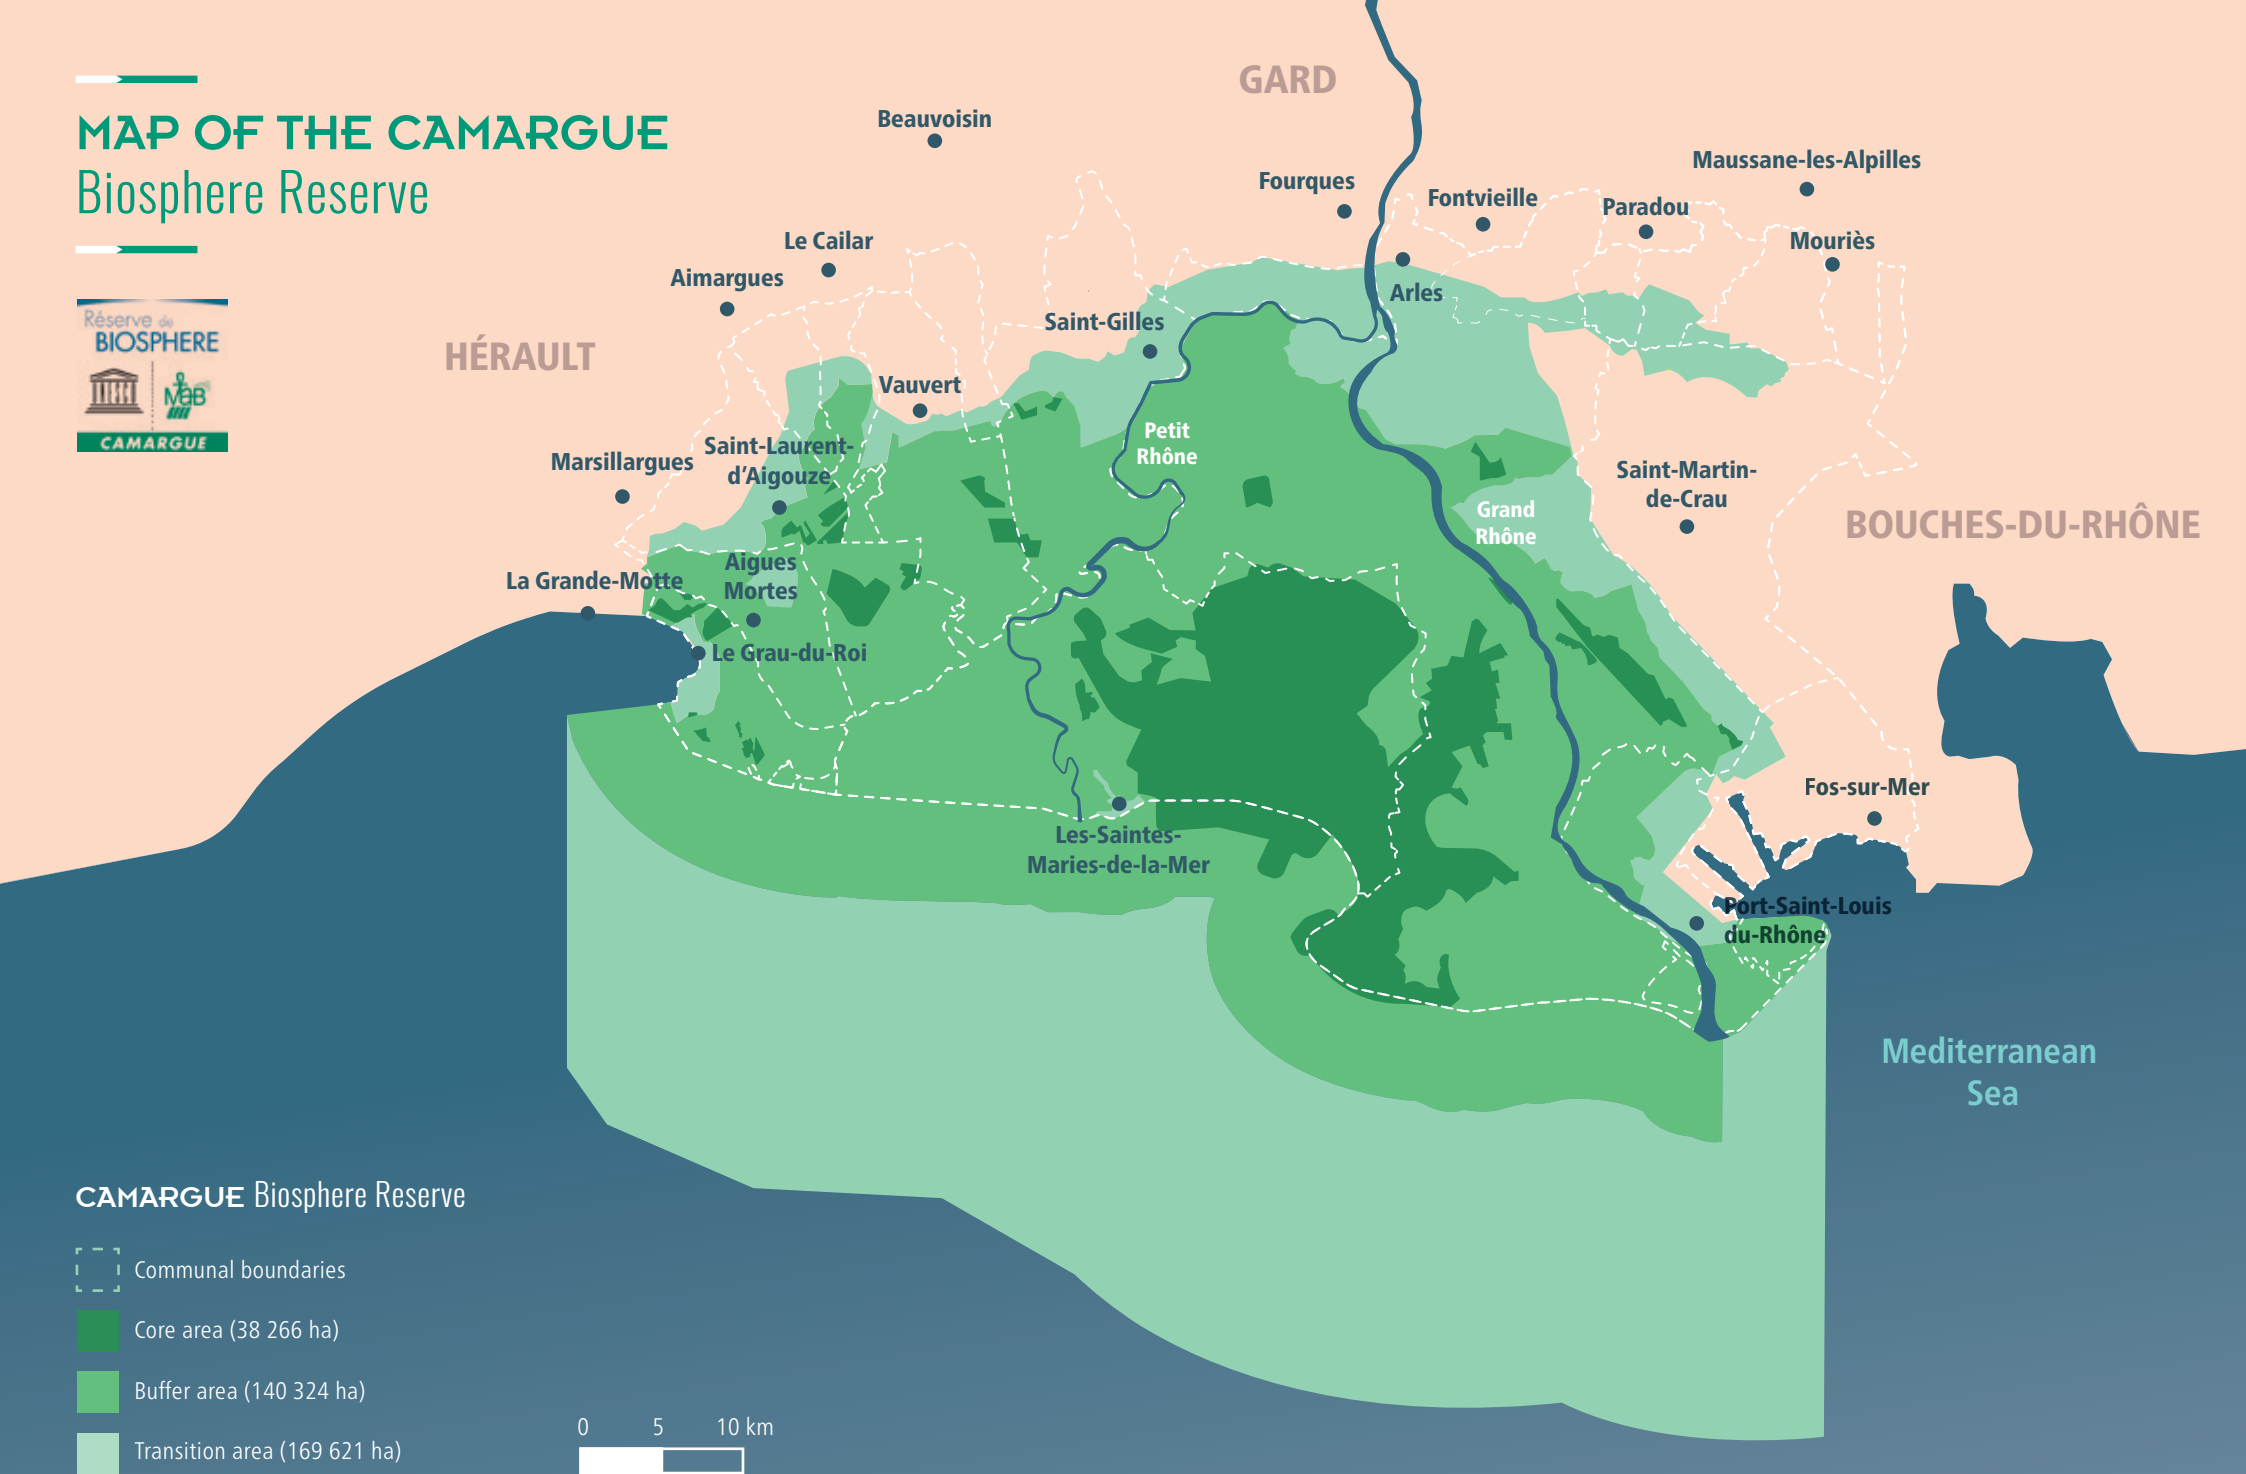 MAP OF THE CAMARGUE
Biosphere Reserve
Réserve de
BIOSPHERE
UNESCO
MaB
CAMARGUE
GARD
Beauvoisin
Maussane-les-Alpilles
Fourques
Fontvieille
Paradou
Le Cailar
Mouriès
Aimargues
Arles
Saint-Gilles
HÉRAULT
Vauvert
Petit
Rhône
Saint-Laurent-
d'Aigouze
Marsillargues
Saint-Martin-
de-Crau
Grand
Rhône
BOUCHES-DU-RHÔNE
Aigues
Mortes
La Grande-Motte
Le Grau-du-Roi
Fos-sur-Mer
Les-Saintes-
Maries-de-la-Mer
Port-Saint-Louis
du-Rhône
Mediterranean
Sea
CAMARGUE Biosphere Reserve
Communal boundaries
Core area (38 266 ha)
Buffer area (140 324 ha)
Transition area (169 621 ha)
0 5 10 km